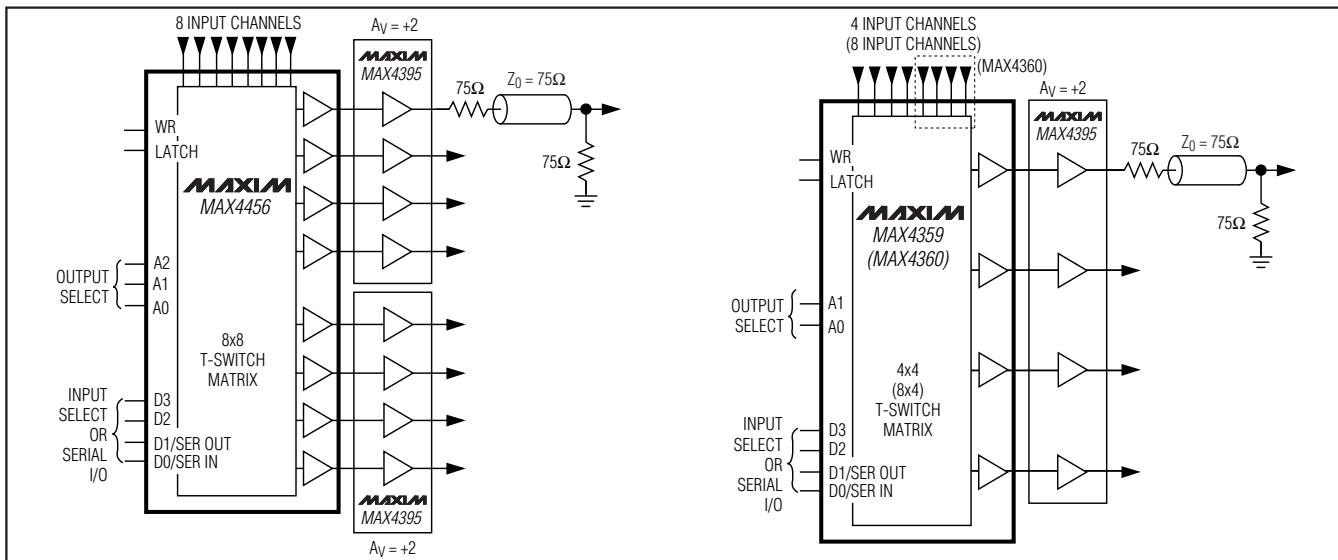 8 INPUT CHANNELS
AV = +2
MAXIM
MAX4395
75Ω
Z0 = 75Ω
75Ω
WR
LATCH
MAXIM
MAX4456
OUTPUT
SELECT
A2
A1
A0
8x8
T-SWITCH
MATRIX
INPUT
SELECT
OR
SERIAL
I/O
D3
D2
D1/SER OUT
D0/SER IN
MAXIM
MAX4395
AV = +2
4 INPUT CHANNELS
(8 INPUT CHANNELS)
(MAX4360)
AV = +2
MAXIM
MAX4395
75Ω
Z0 = 75Ω
75Ω
WR
LATCH
MAXIM
MAX4359
(MAX4360)
OUTPUT
SELECT
A1
A0
4x4
(8x4)
T-SWITCH
MATRIX
INPUT
SELECT
OR
SERIAL
I/O
D3
D2
D1/SER OUT
D0/SER IN